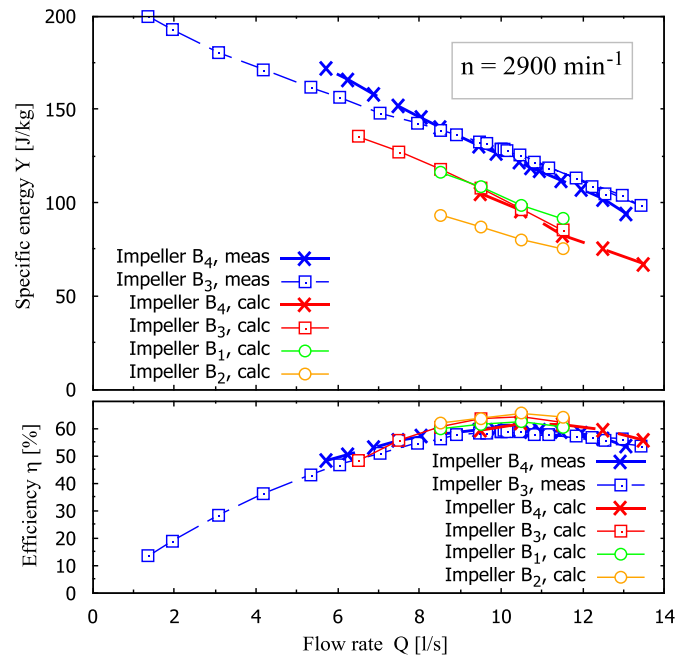 200
150
100
50
0
Specific energy Y [J/kg]
n = 2900 min⁻¹
Impeller B₄, meas
Impeller B₃, meas
Impeller B₄, calc
Impeller B₃, calc
Impeller B₁, calc
Impeller B₂, calc
60
50
40
30
20
10
0
Efficiency η [%]
Impeller B₄, meas
Impeller B₃, meas
Impeller B₄, calc
Impeller B₃, calc
Impeller B₁, calc
Impeller B₂, calc
0 2 4 6 8 10 12 14
Flow rate Q [l/s]